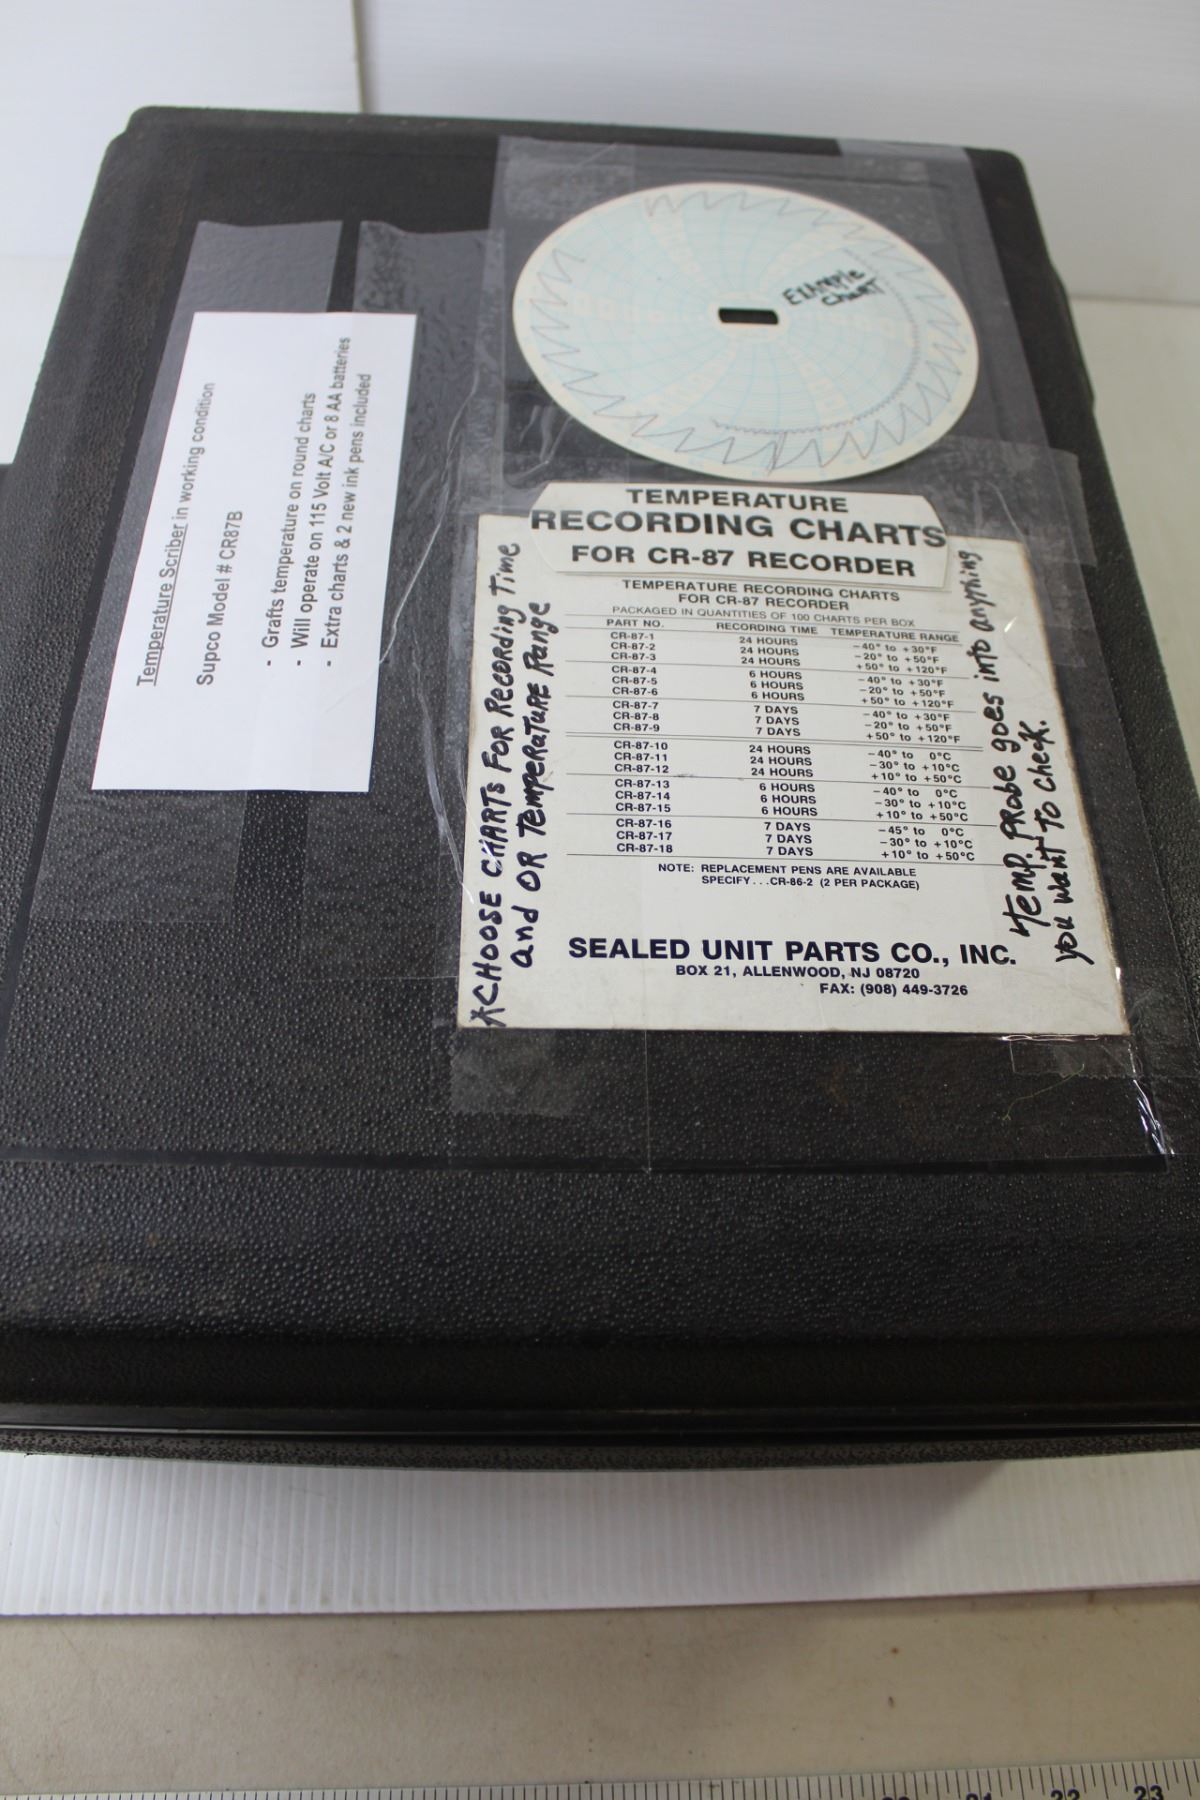 Temperature Scriber in working condition
Supco Model # CR87B
- Grafts temperature on round charts
- Will operate on 115 Volt A/C or 8 AA batteries
- Extra charts & 2 new ink pens included
EXAMPLE
CHART
TEMPERATURE
RECORDING CHARTS
FOR CR-87 RECORDER
TEMPERATURE RECORDING CHARTS
FOR CR-87 RECORDER
PACKAGED IN QUANTITIES OF 100 CHARTS PER BOX
PART NO. RECORDING TIME TEMPERATURE RANGE
CR-87-1 24 HOURS -40° to +30°F
CR-87-2 24 HOURS -20° to +50°F
CR-87-3 24 HOURS +50° to +120°F
CR-87-4 6 HOURS -40° to +30°F
CR-87-5 6 HOURS -20° to +50°F
CR-87-6 6 HOURS +50° to +120°F
CR-87-7 7 DAYS -40° to +30°F
CR-87-8 7 DAYS -20° to +50°F
CR-87-9 7 DAYS +50° to +120°F
CR-87-10 24 HOURS -40° to 0°C
CR-87-11 24 HOURS -30° to +10°C
CR-87-12 24 HOURS +10° to +50°C
CR-87-13 6 HOURS -40° to 0°C
CR-87-14 6 HOURS -30° to +10°C
CR-87-15 6 HOURS +10° to +50°C
CR-87-16 7 DAYS -45° to 0°C
CR-87-17 7 DAYS -30° to +10°C
CR-87-18 7 DAYS +10° to +50°C
NOTE: REPLACEMENT PENS ARE AVAILABLE
SPECIFY...CR-86-2 (2 PER PACKAGE)
SEALED UNIT PARTS CO., INC.
BOX 21, ALLENWOOD, NJ 08720
FAX: (908) 449-3726
*CHOOSE CHARTS FOR RECORDING TIME
and OR TEMPERATURE RANGE
TEMP. PROBE goes into anything
you want TO check.
21 22 23